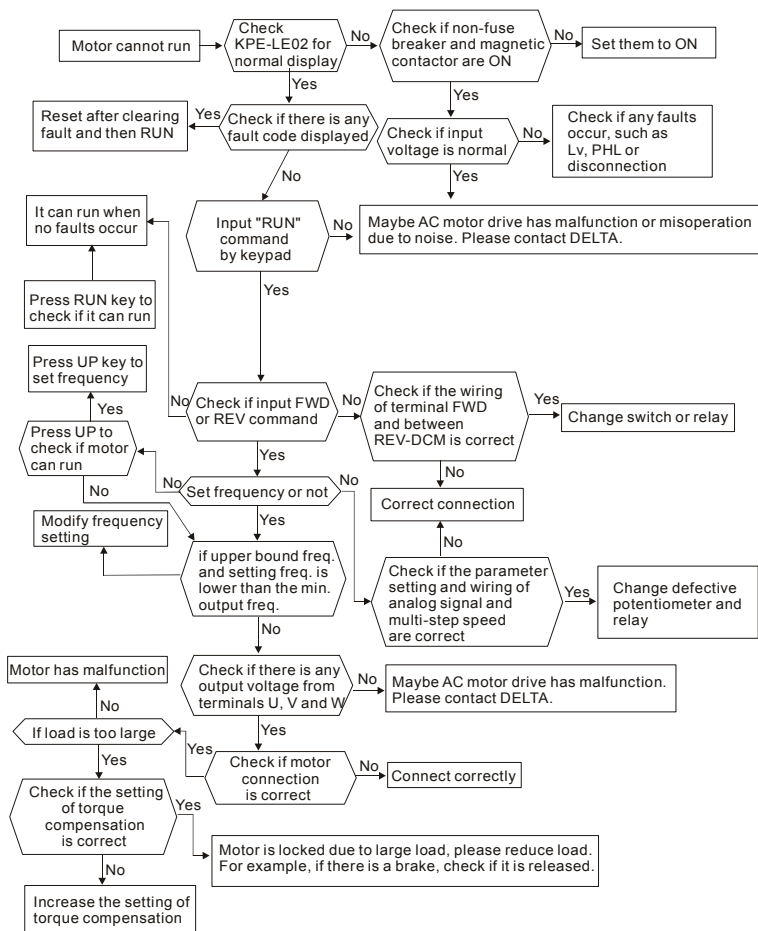 Motor cannot run
Check
KPE-LE02 for
normal display
No
Check if non-fuse
breaker and magnetic
contactor are ON
No
Set them to ON
Yes
Yes
Reset after clearing
fault and then RUN
Yes
Check if there is any
fault code displayed
Check if input
voltage is normal
No
Check if any faults
occur, such as
Lv, PHL or
disconnection
No
Yes
It can run when
no faults occur
Input "RUN"
command
by keypad
No
Maybe AC motor drive has malfunction or misoperation
due to noise. Please contact DELTA.
Press RUN key to
check if it can run
Yes
Press UP key to
set frequency
No
Check if input FWD
or REV command
No
Check if the wiring
of terminal FWD
and between
REV-DCM is correct
Yes
Change switch or relay
Yes
Press UP to
check if motor
can run
Yes
No
No
Set frequency or not
No
No
Correct connection
Modify frequency
setting
Yes
No
if upper bound freq.
and setting freq. is
lower than the min.
output freq.
Check if the parameter
setting and wiring of
analog signal and
multi-step speed
are correct
Yes
Change defective
potentiometer and
relay
No
Motor has malfunction
Check if there is any
output voltage from
terminals U, V and W
No
Maybe AC motor drive has malfunction.
Please contact DELTA.
No
Yes
If load is too large
Yes
Check if motor
connection
is correct
No
Connect correctly
Yes
Check if the setting
of torque
compensation
is correct
Yes
Motor is locked due to large load, please reduce load.
For example, if there is a brake, check if it is released.
No
Increase the setting of
torque compensation